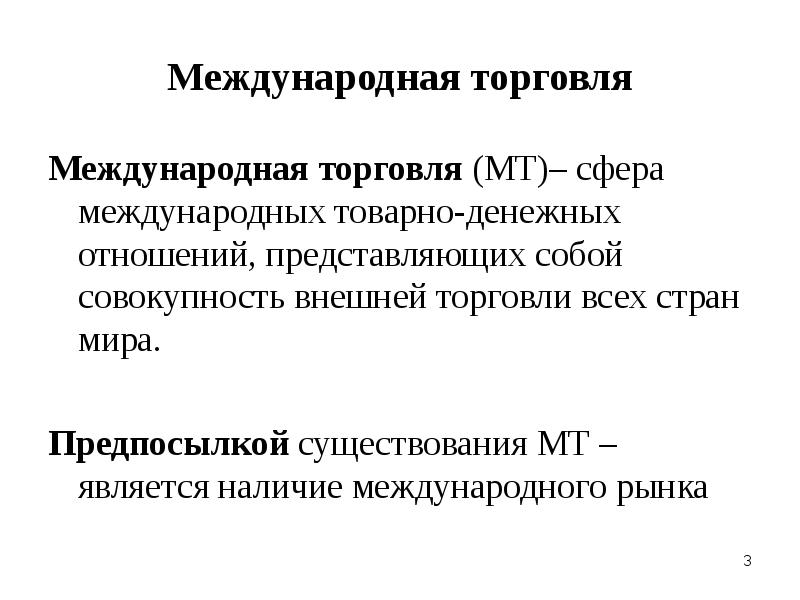 Международная торговля
Международная торговля (МТ)– сфера
международных товарно-денежных
отношений, представляющих собой
совокупность внешней торговли всех стран
мира.
Предпосылкой существования МТ –
является наличие международного рынка
3